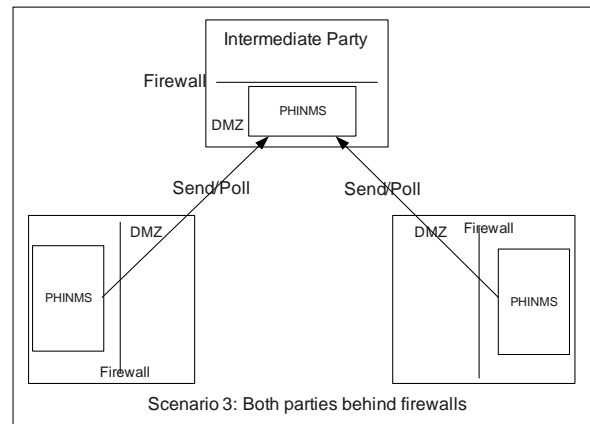 Intermediate Party
Firewall
PHINMS
DMZ
Send/Poll
Send/Poll
DMZ
PHINMS
Firewall
DMZ
Firewall
PHINMS
Scenario 3: Both parties behind firewalls